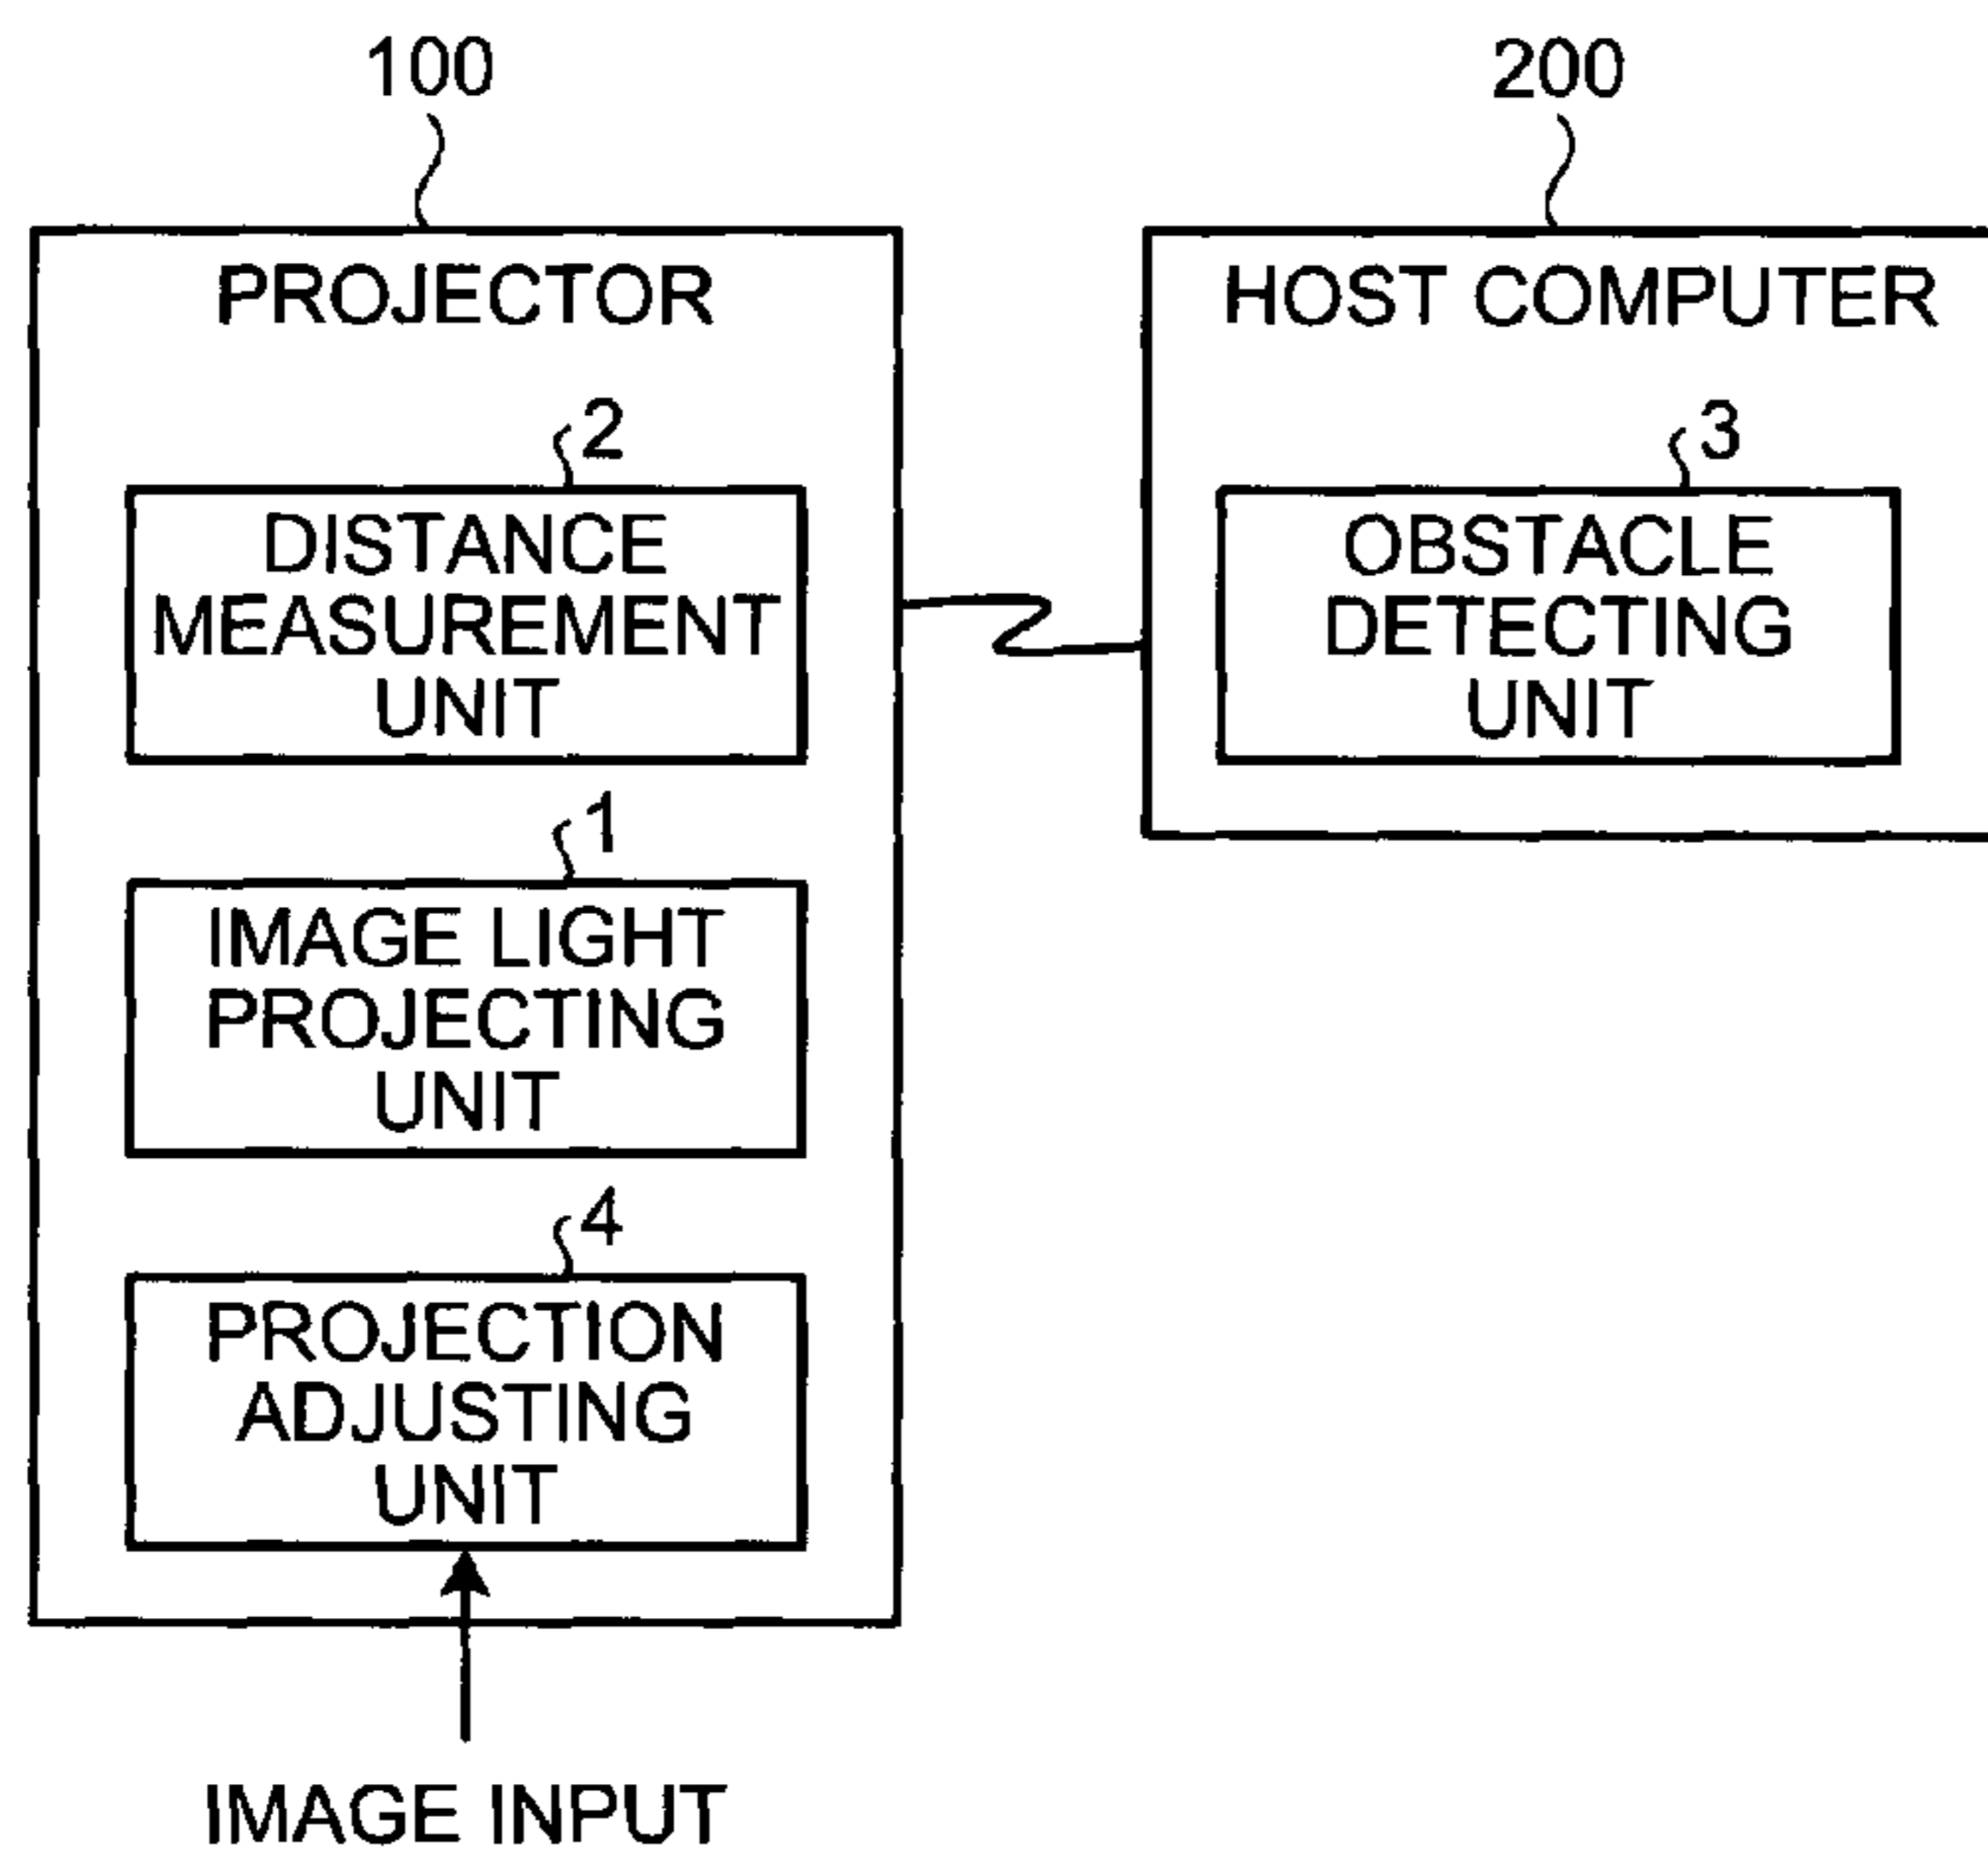 100
PROJECTOR
2
DISTANCE
MEASUREMENT
UNIT
1
IMAGE LIGHT
PROJECTING
UNIT
4
PROJECTION
ADJUSTING
UNIT
IMAGE INPUT
200
HOST COMPUTER
3
OBSTACLE
DETECTING
UNIT